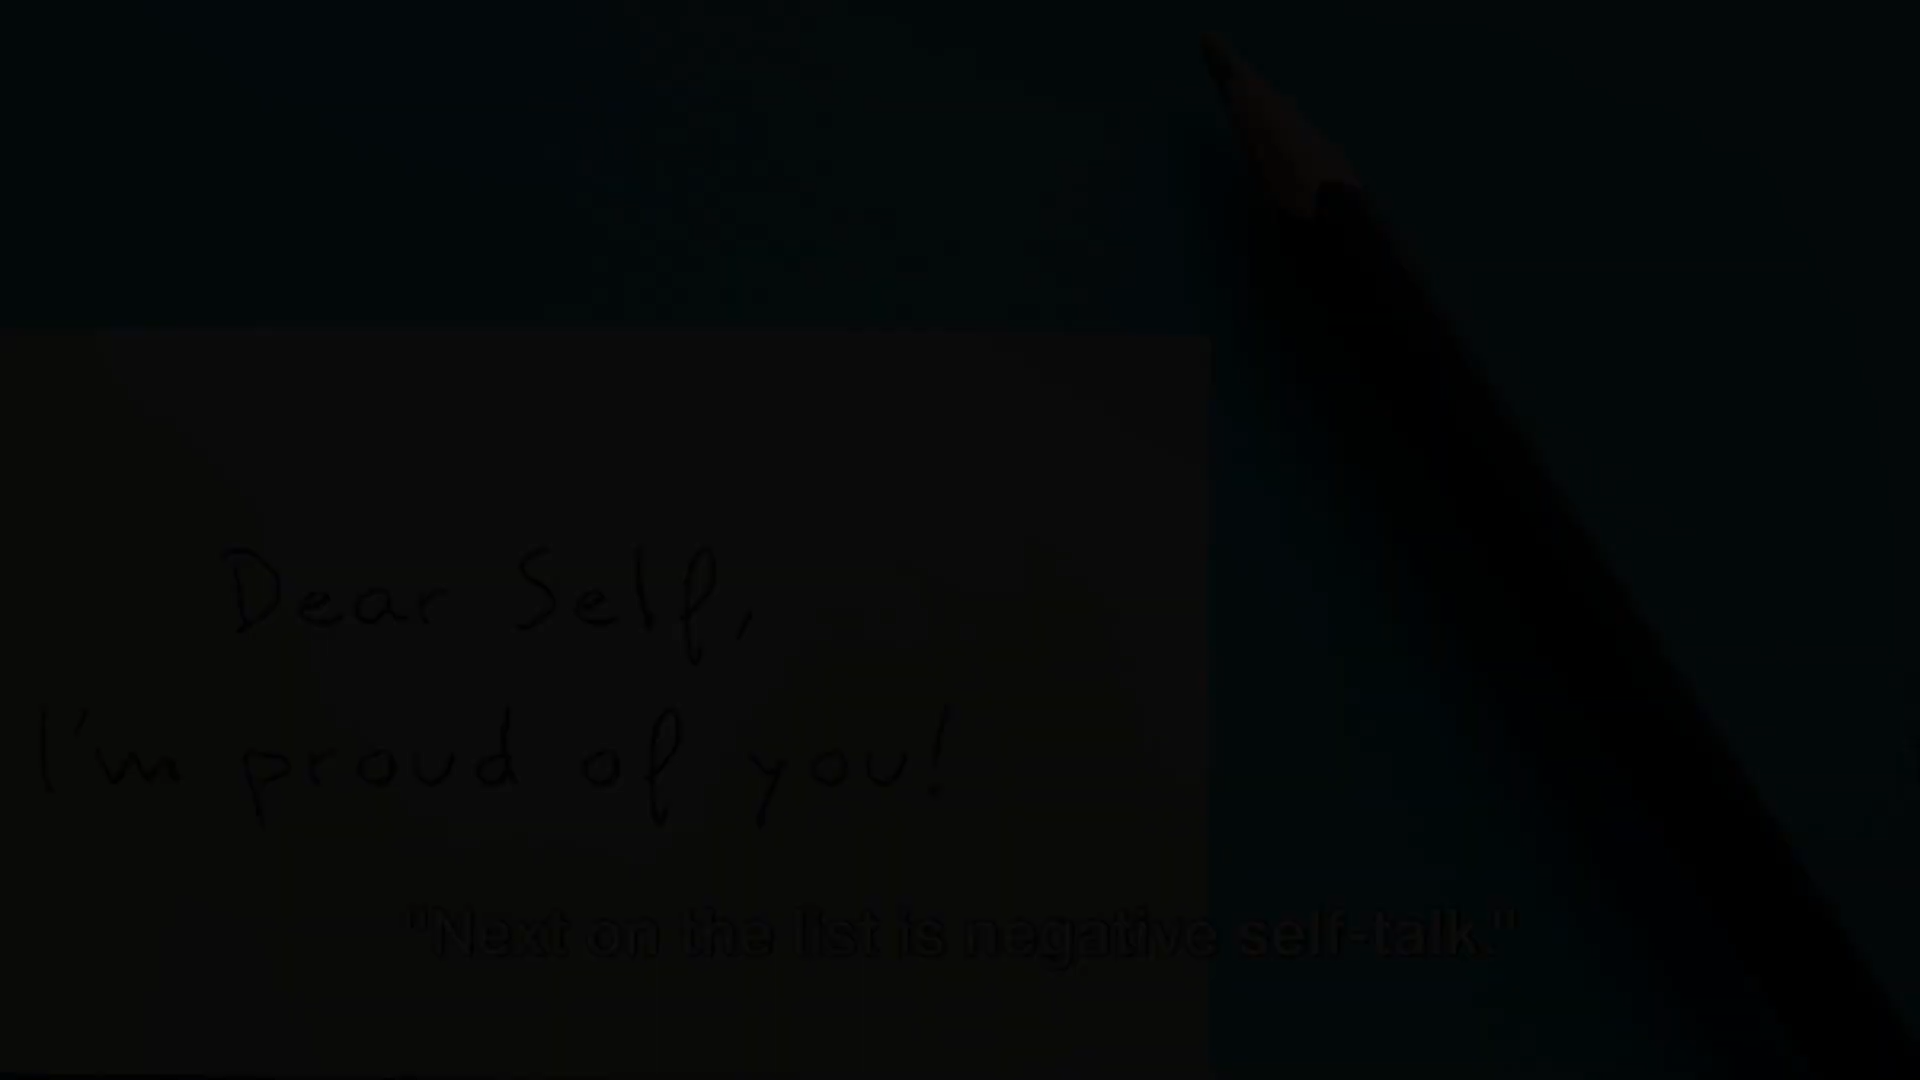 Dear Self,
I'm proud of you!
"Next on the list is negative self-talk."